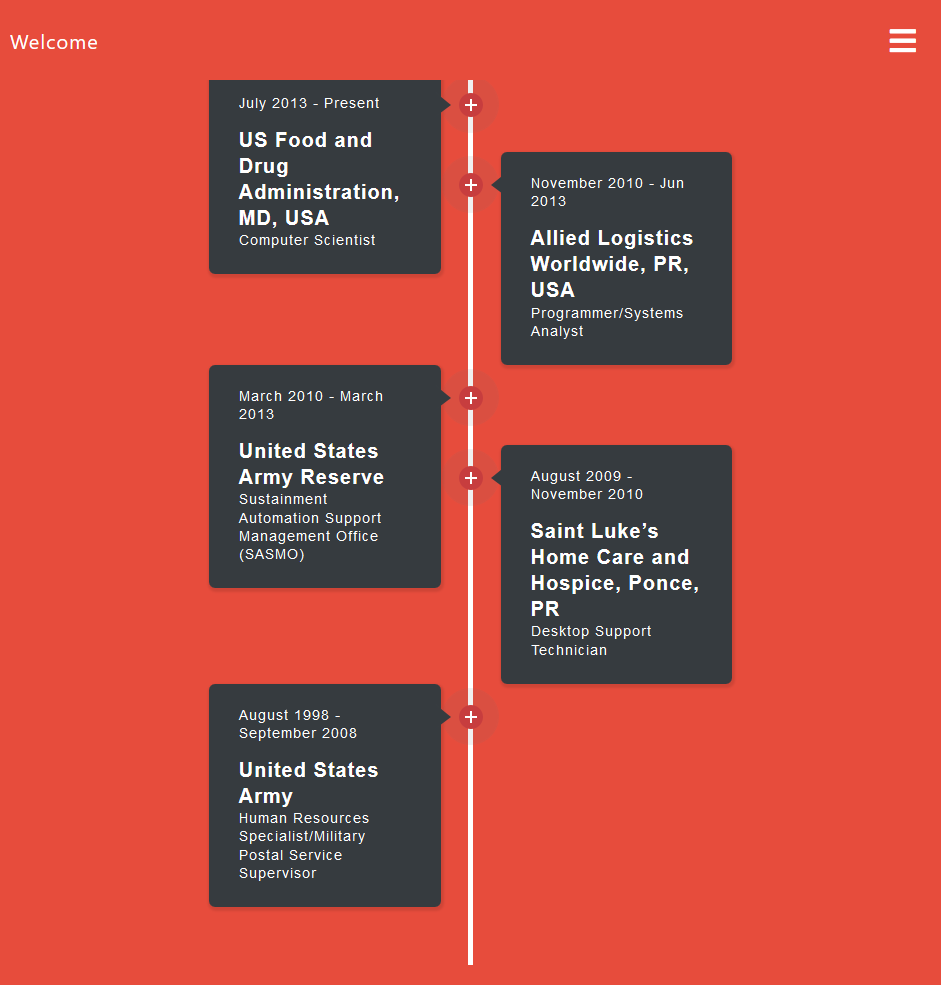 Welcome
July 2013 - Present
US Food and
Drug
Administration,
MD, USA
Computer Scientist
November 2010 - Jun
2013
Allied Logistics
Worldwide, PR,
USA
Programmer/Systems
Analyst
March 2010 - March
2013
United States
Army Reserve
Sustainment
Automation Support
Management Office
(SASMO)
August 2009 -
November 2010
Saint Luke’s
Home Care and
Hospice, Ponce,
PR
Desktop Support
Technician
August 1998 -
September 2008
United States
Army
Human Resources
Specialist/Military
Postal Service
Supervisor